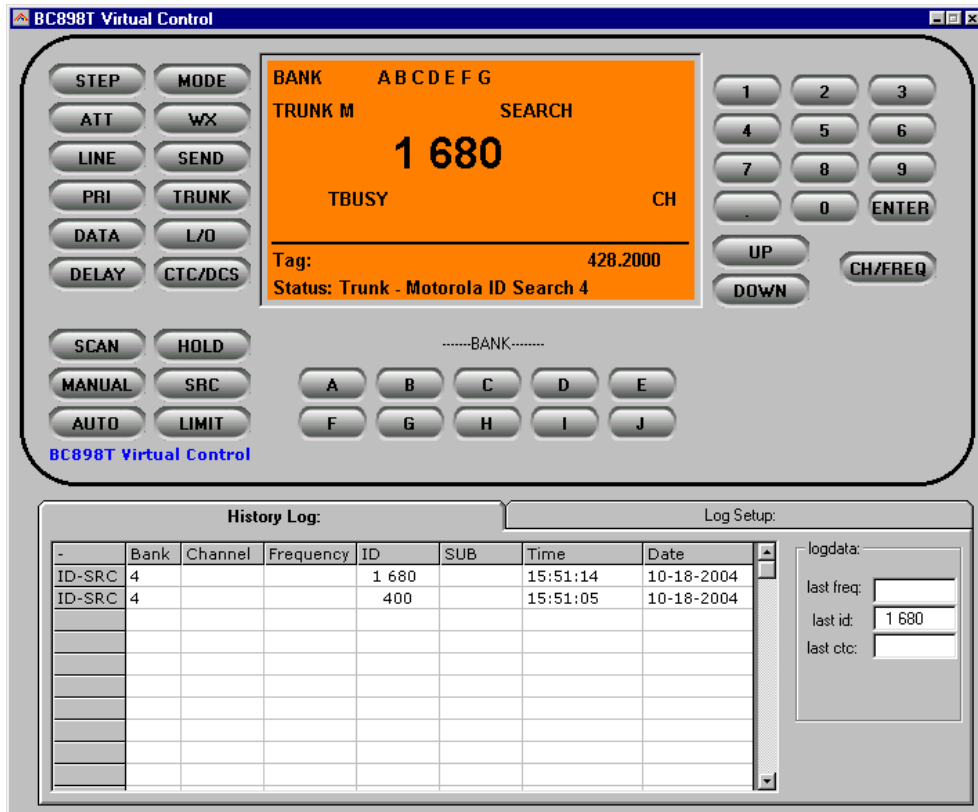 BC898T Virtual Control
STEP MODE
ATT WX
LINE SEND
PRI TRUNK
DATA L/O
DELAY CTC/DCS
SCAN HOLD
MANUAL SRC
AUTO LIMIT
BC898T Virtual Control
BANK A B C D E F G
TRUNK M SEARCH
1 680
TBUSY CH
Tag: 428.2000
Status: Trunk - Motorola ID Search 4
-------BANK--------
A B C D E
F G H I J
1 2 3
4 5 6
7 8 9
. 0 ENTER
UP
DOWN
CH/FREQ
History Log:
Log Setup:
- Bank Channel Frequency ID SUB Time Date
ID-SRC 4 1 680 15:51:14 10-18-2004
ID-SRC 4 400 15:51:05 10-18-2004
logdata:
last freq:
last id: 1 680
last ctc: